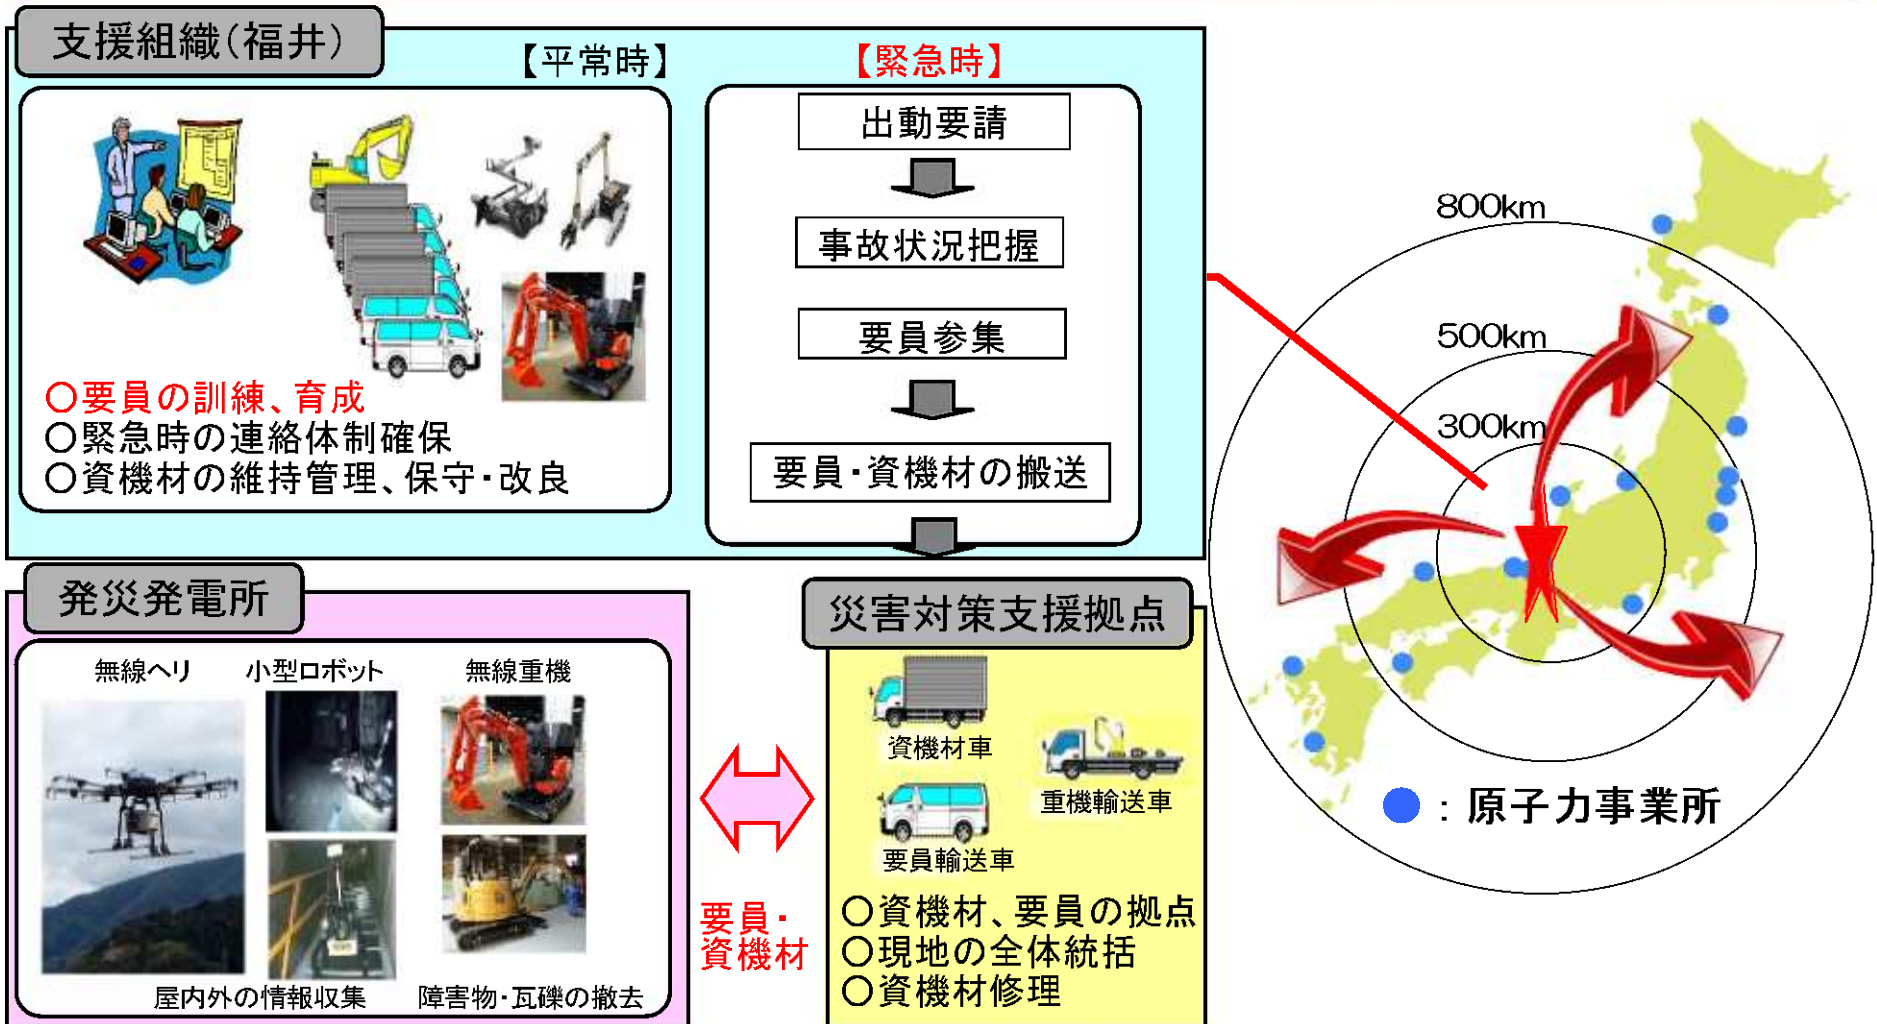 支援組織(福井)
【平常時】
○要員の訓練、育成
○緊急時の連絡体制確保
○資機材の維持管理、保守・改良
【緊急時】
出動要請
事故状況把握
要員参集
要員・資機材の搬送
発災発電所
無線ヘリ
小型ロボット
無線重機
屋内外の情報収集
障害物・瓦礫の撤去
要員・
資機材
災害対策支援拠点
資機材車
重機輸送車
要員輸送車
○資機材、要員の拠点
○現地の全体統括
○資機材修理
800km
500km
300km
●：原子力事業所